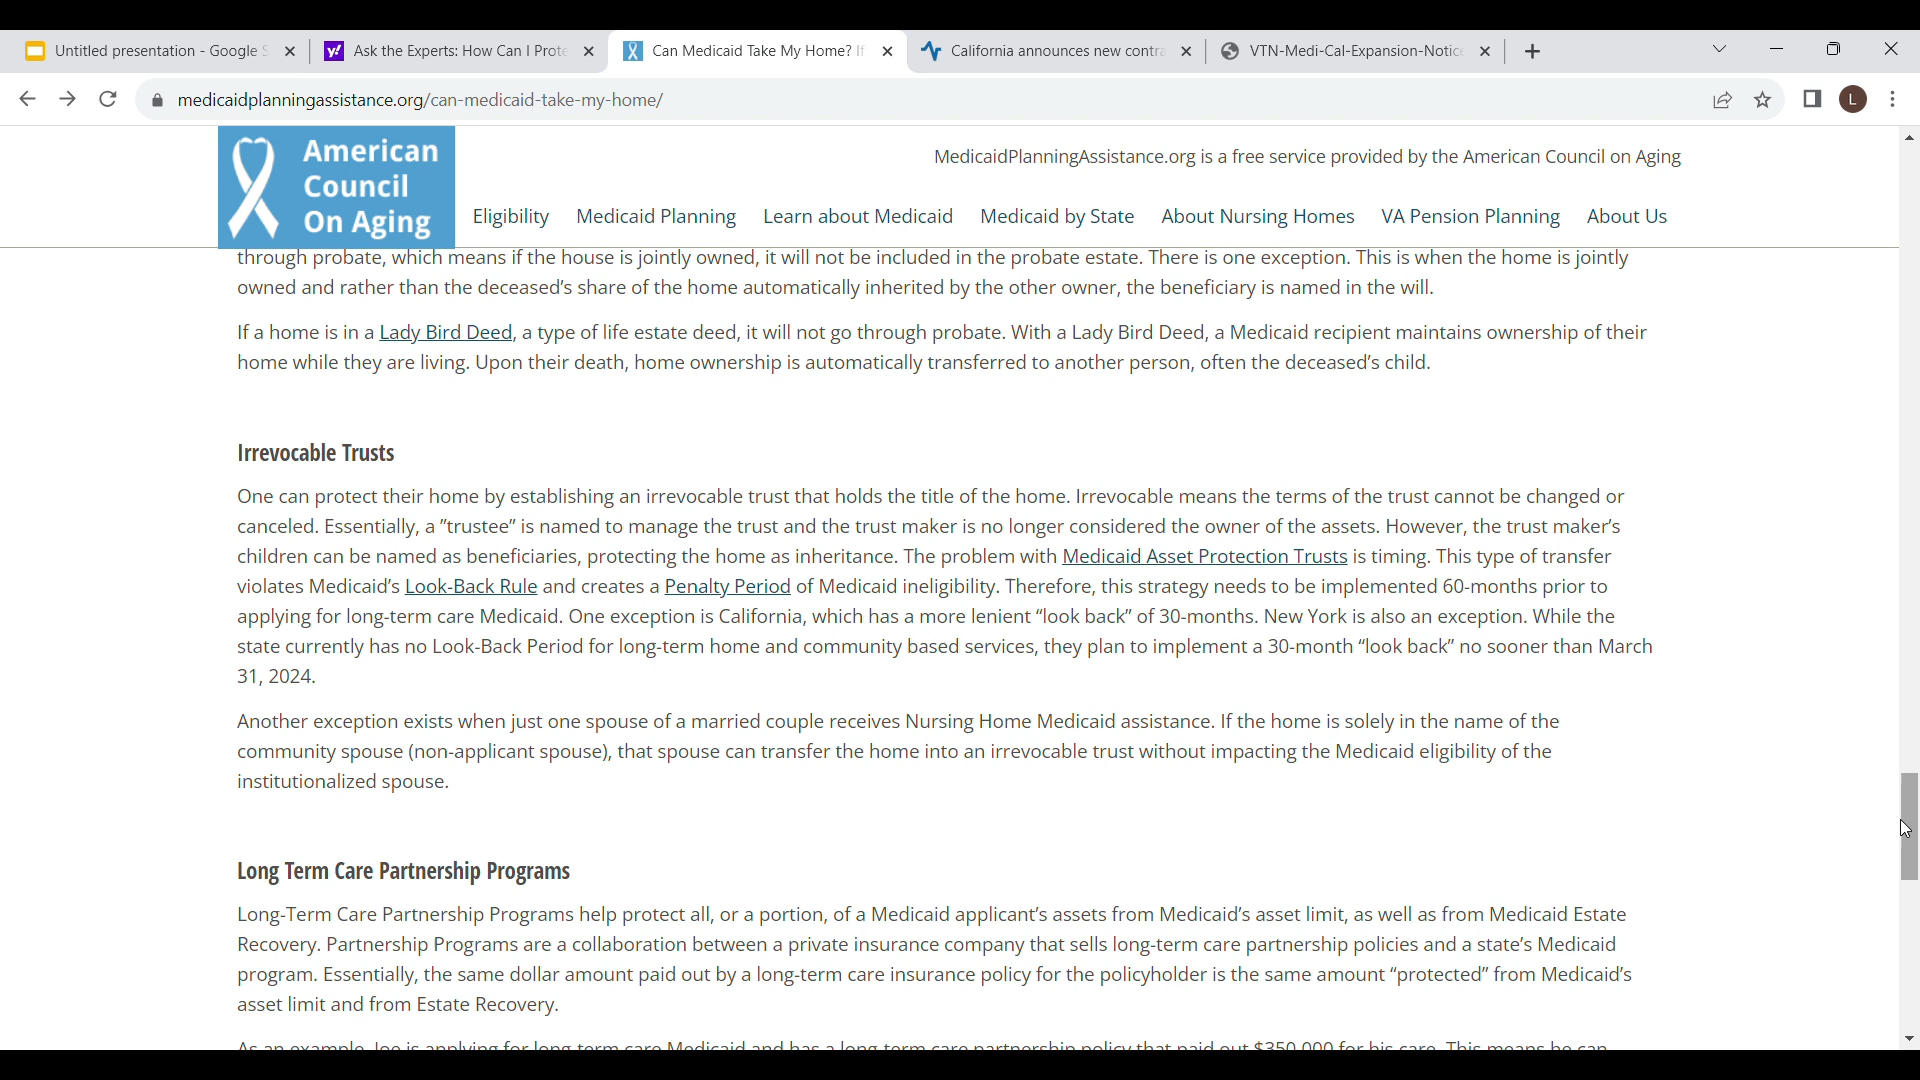 Untitled presentation - Google S
Ask the Experts: How Can I Prote
Can Medicaid Take My Home? If
California announces new contra
VTN-Medi-Cal-Expansion-Notice
medicaidplanningassistance.org/can-medicaid-take-my-home/
L
American
Council
On Aging
MedicaidPlanningAssistance.org is a free service provided by the American Council on Aging
Eligibility Medicaid Planning Learn about Medicaid Medicaid by State About Nursing Homes VA Pension Planning About Us
through probate, which means if the house is jointly owned, it will not be included in the probate estate. There is one exception. This is when the home is jointly
owned and rather than the deceased’s share of the home automatically inherited by the other owner, the beneficiary is named in the will.
If a home is in a Lady Bird Deed, a type of life estate deed, it will not go through probate. With a Lady Bird Deed, a Medicaid recipient maintains ownership of their
home while they are living. Upon their death, home ownership is automatically transferred to another person, often the deceased’s child.
Irrevocable Trusts
One can protect their home by establishing an irrevocable trust that holds the title of the home. Irrevocable means the terms of the trust cannot be changed or
canceled. Essentially, a ”trustee” is named to manage the trust and the trust maker is no longer considered the owner of the assets. However, the trust maker’s
children can be named as beneficiaries, protecting the home as inheritance. The problem with Medicaid Asset Protection Trusts is timing. This type of transfer
violates Medicaid’s Look-Back Rule and creates a Penalty Period of Medicaid ineligibility. Therefore, this strategy needs to be implemented 60-months prior to
applying for long-term care Medicaid. One exception is California, which has a more lenient “look back” of 30-months. New York is also an exception. While the
state currently has no Look-Back Period for long-term home and community based services, they plan to implement a 30-month “look back” no sooner than March
31, 2024.
Another exception exists when just one spouse of a married couple receives Nursing Home Medicaid assistance. If the home is solely in the name of the
community spouse (non-applicant spouse), that spouse can transfer the home into an irrevocable trust without impacting the Medicaid eligibility of the
institutionalized spouse.
Long Term Care Partnership Programs
Long-Term Care Partnership Programs help protect all, or a portion, of a Medicaid applicant’s assets from Medicaid’s asset limit, as well as from Medicaid Estate
Recovery. Partnership Programs are a collaboration between a private insurance company that sells long-term care partnership policies and a state’s Medicaid
program. Essentially, the same dollar amount paid out by a long-term care insurance policy for the policyholder is the same amount “protected” from Medicaid’s
asset limit and from Estate Recovery.
As an example, Joe is applying for long-term care Medicaid and has a long-term care partnership policy that paid out $350,000 for his care. This means he can